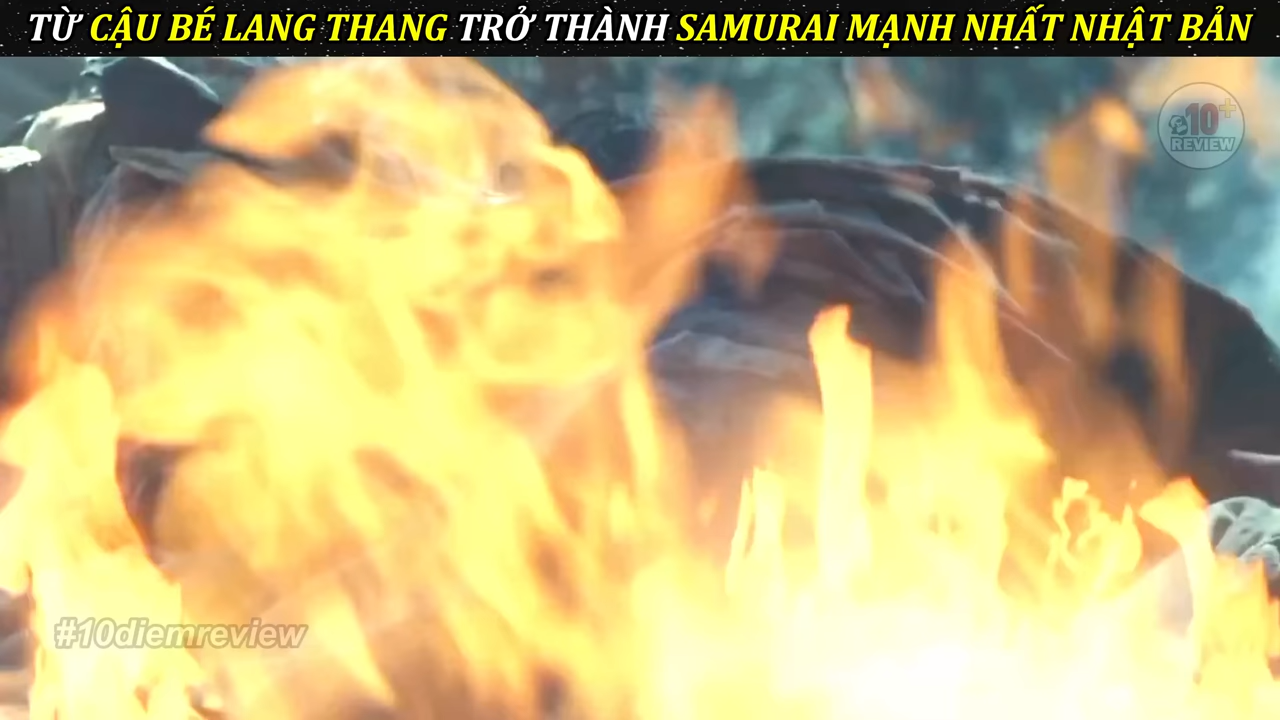 TỪ CẬU BÉ LANG THANG TRỞ THÀNH SAMURAI MẠNH NHẤT NHẬT BẢN
10+
REVIEW
#10diemreview